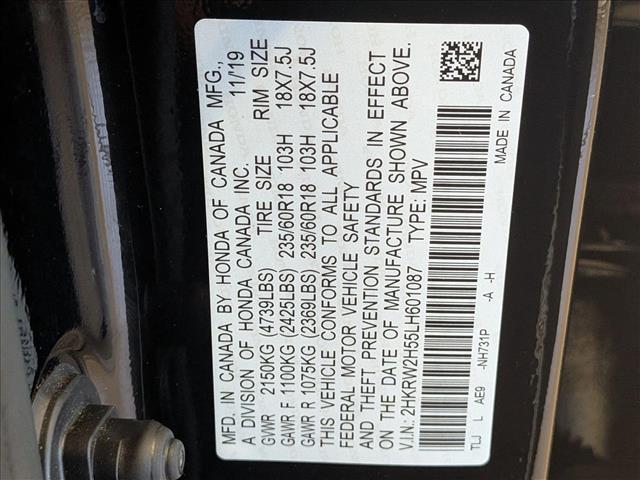 MFD. IN CANADA BY HONDA OF CANADA MFG.,
A DIVISION OF HONDA CANADA INC. 11/'19
GVWR 2150KG (4739LBS) TIRE SIZE RIM SIZE
GAWR F 1100KG (2425LBS) 235/60R18 103H 18X7.5J
GAWR R 1075KG (2369LBS) 235/60R18 103H 18X7.5J
THIS VEHICLE CONFORMS TO ALL APPLICABLE
FEDERAL MOTOR VEHICLE SAFETY
AND THEFT PREVENTION STANDARDS IN EFFECT
ON THE DATE OF MANUFACTURE SHOWN ABOVE.
V.I.N.: 2HKRW2H55LH601087 TYPE: MPV
TLJ L AE9 -NH731P -A -H MADE IN CANADA